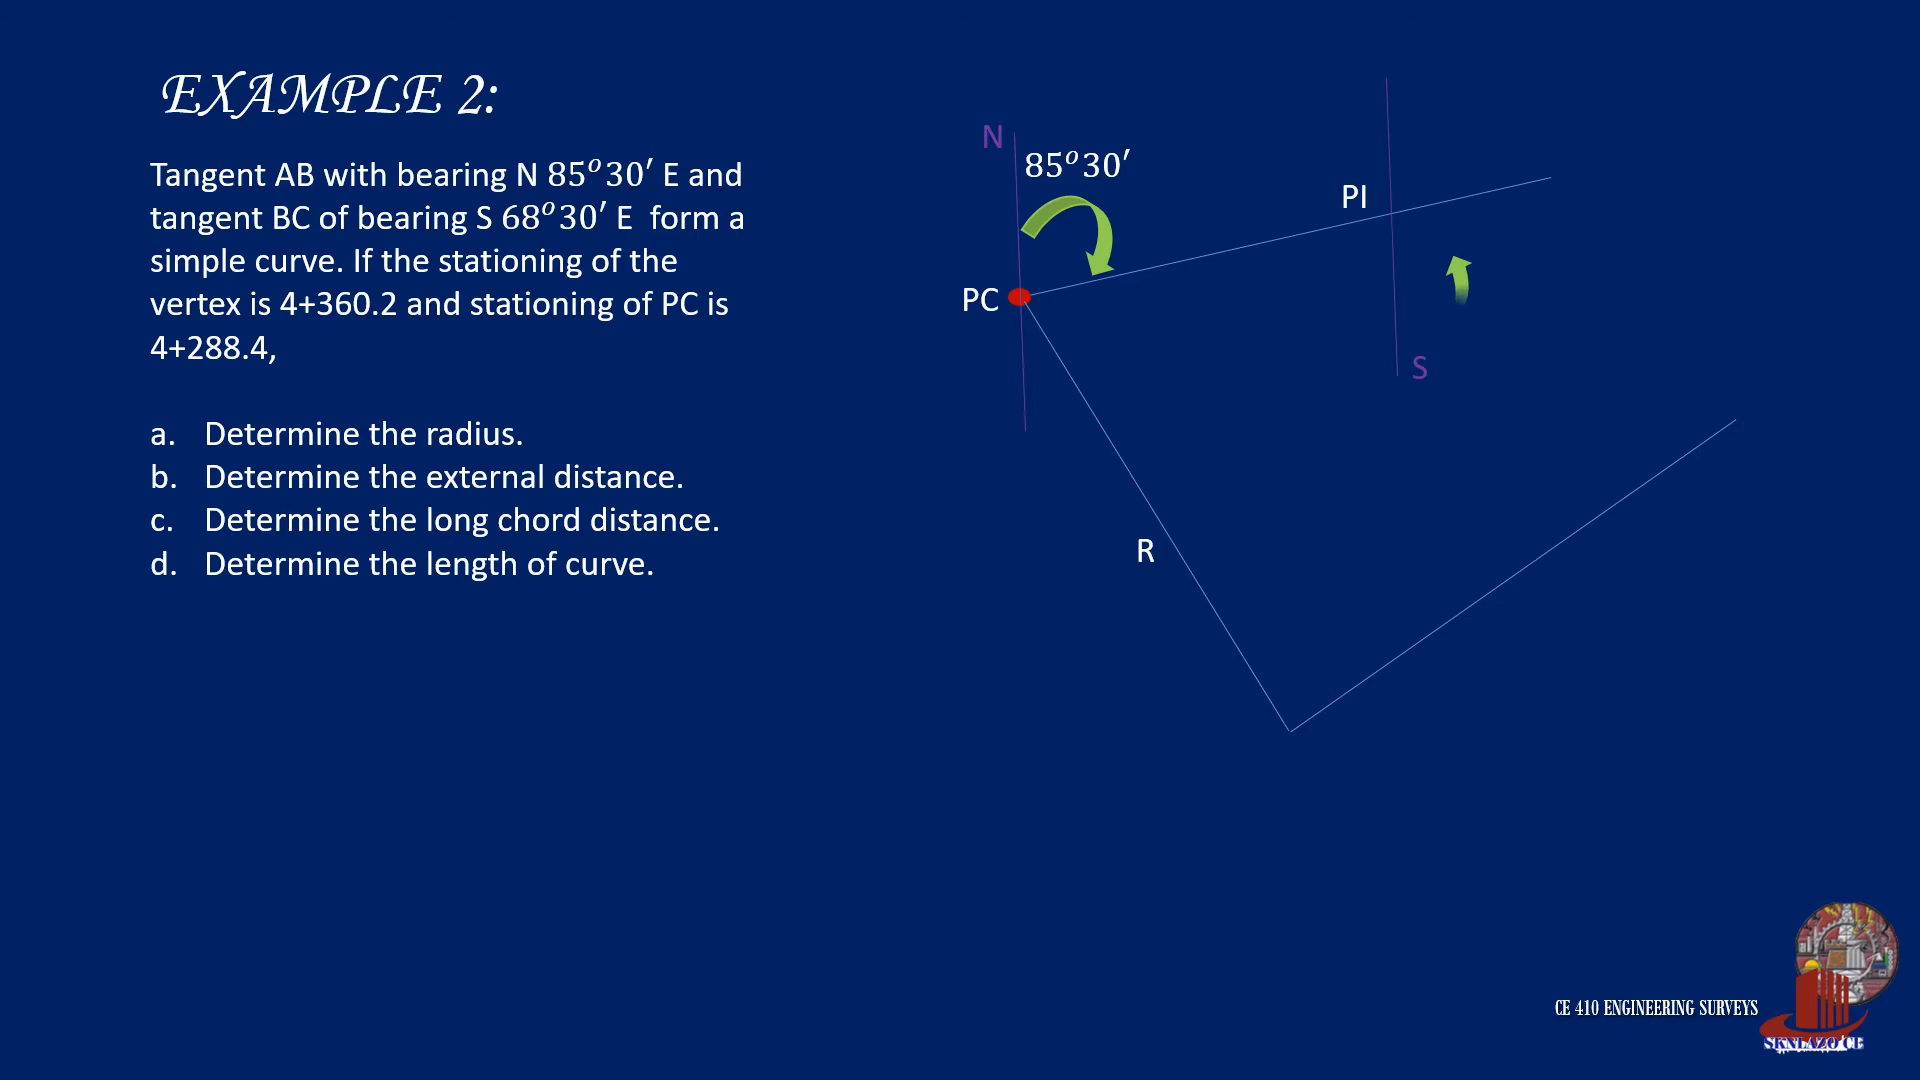 EXAMPLE 2:
Tangent AB with bearing N 85° 30′ E and
tangent BC of bearing S 68° 30′ E form a
simple curve. If the stationing of the
vertex is 4+360.2 and stationing of PC is
4+288.4,
a. Determine the radius.
b. Determine the external distance.
c. Determine the long chord distance.
d. Determine the length of curve.
N
85° 30′
PI
PC
S
R
CE 410 ENGINEERING SURVEYS
SKNLAZO CE